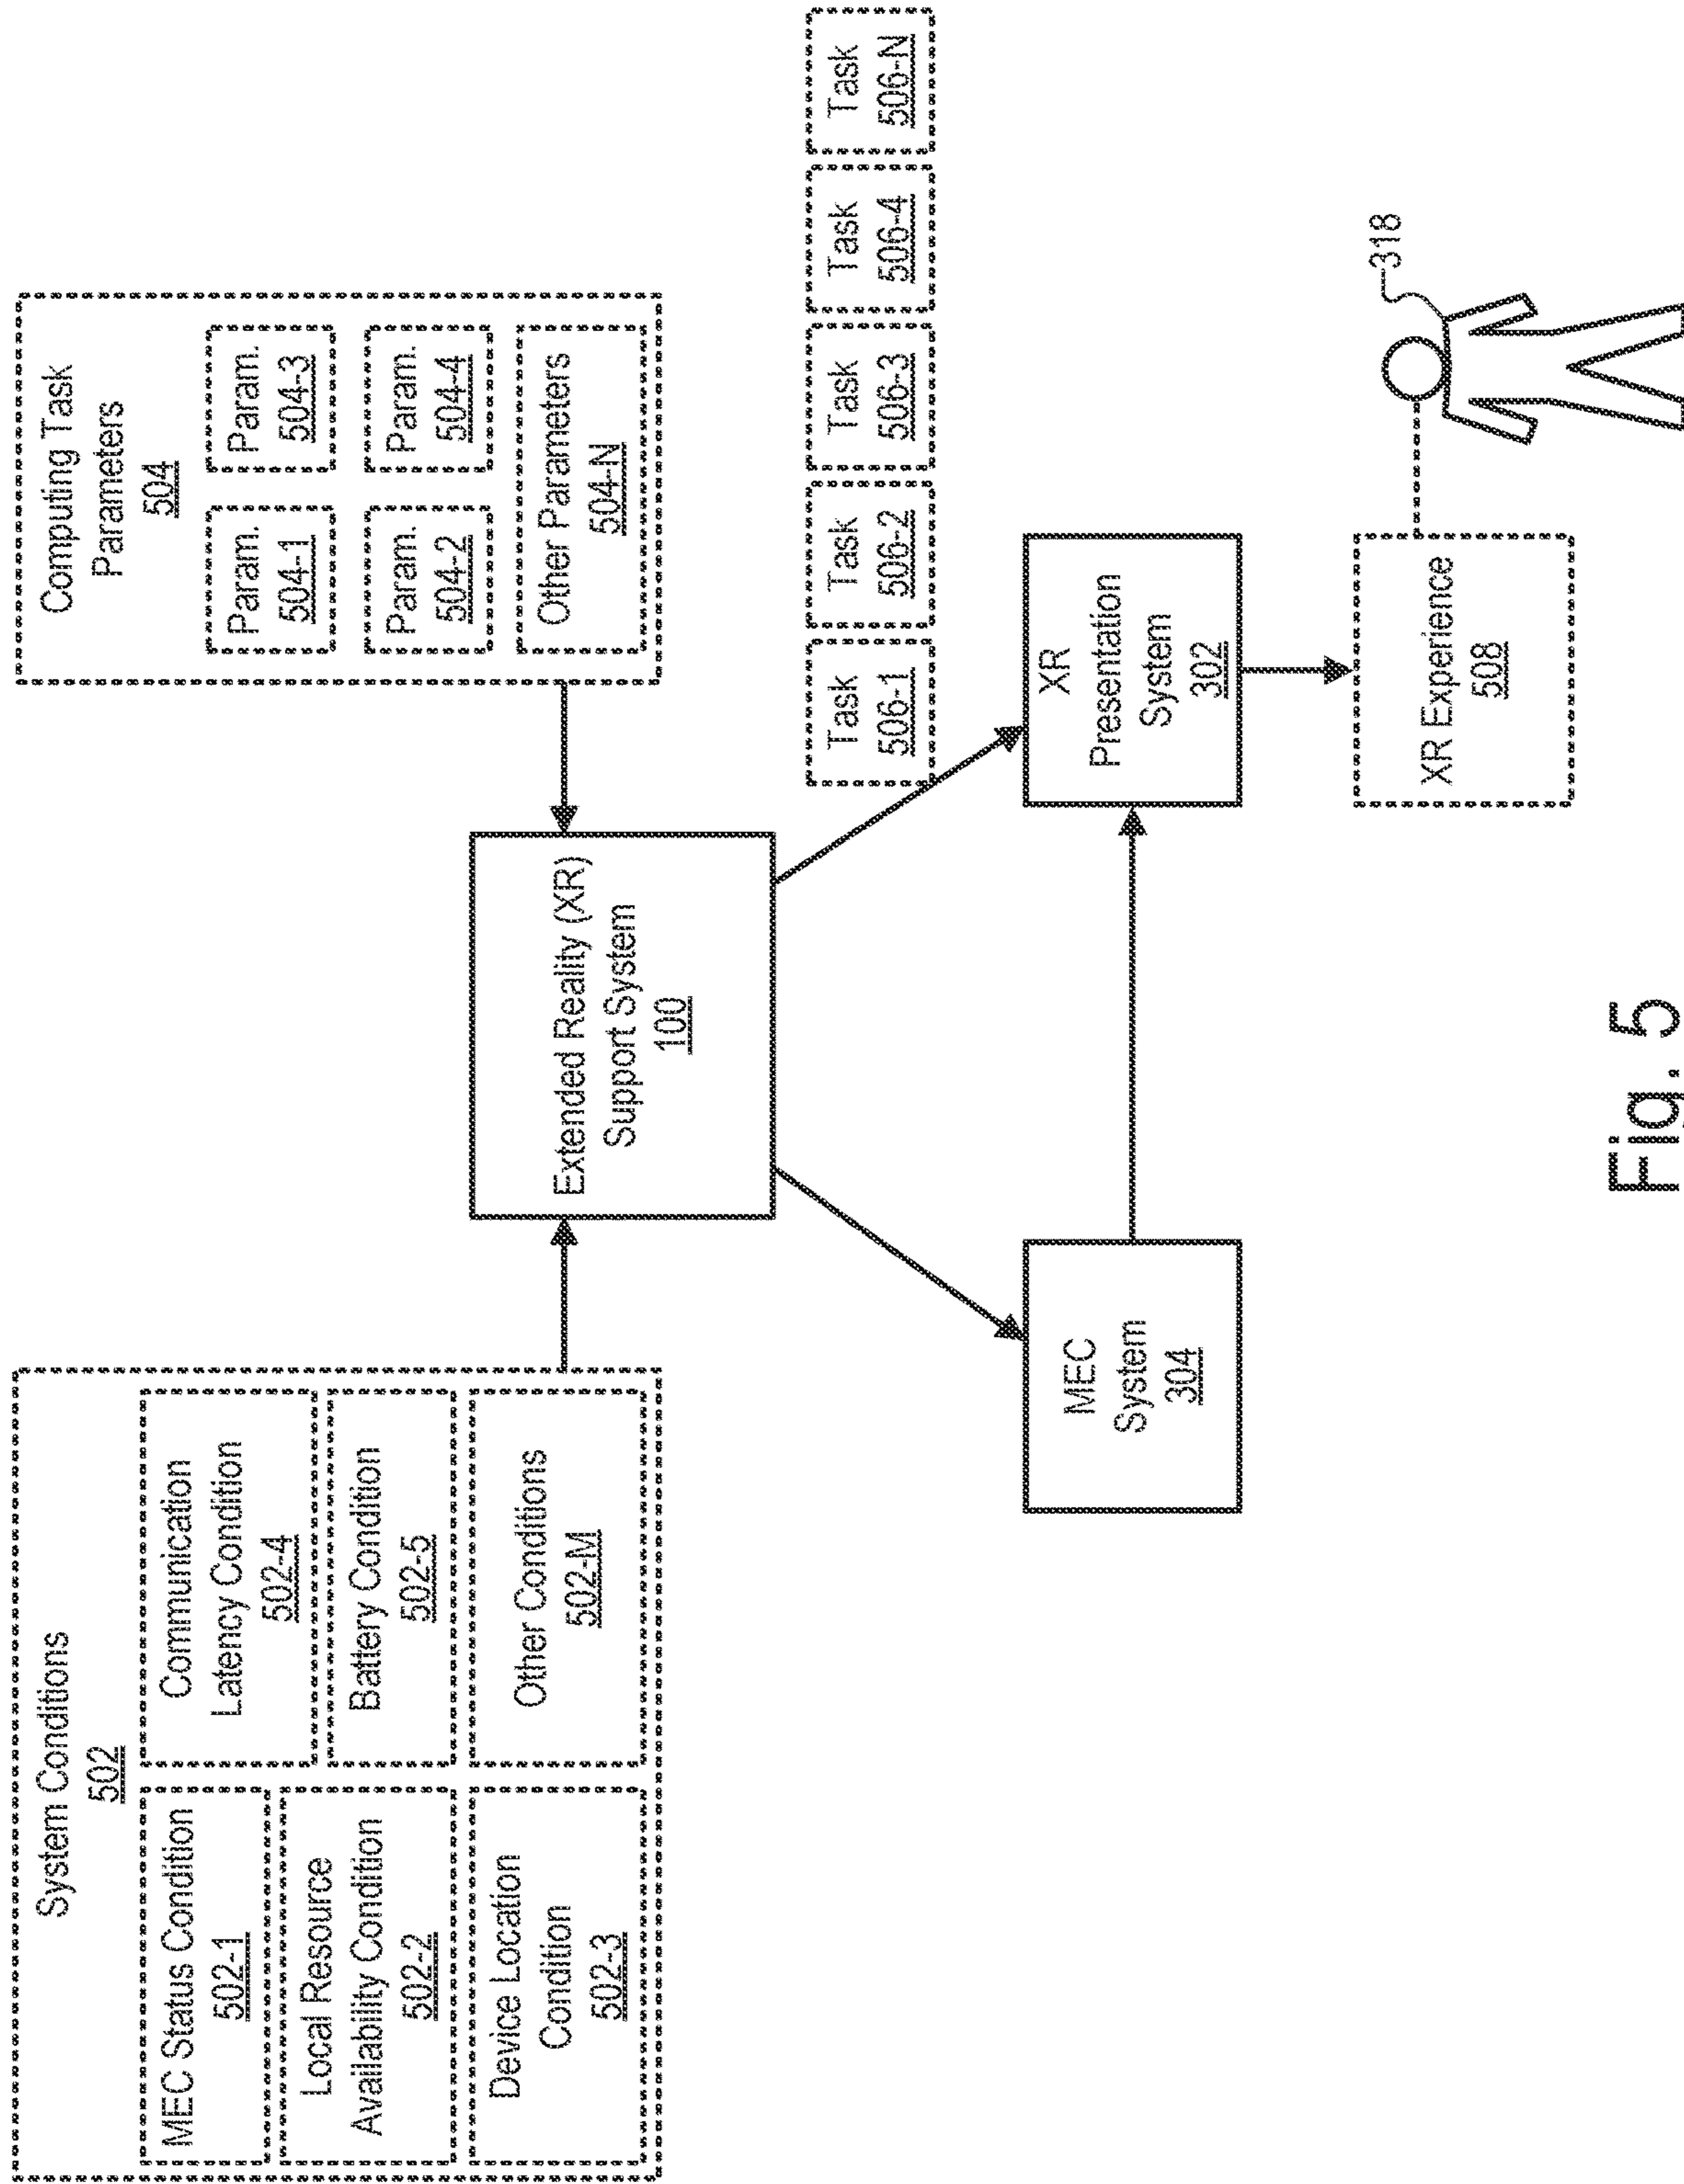 System Conditions
502
MEC Status Condition
502-1
Local Resource
Availability Condition
502-2
Device Location
Condition
502-3
Communication
Latency Condition
502-4
Battery Condition
502-5
Other Conditions
502-M
Computing Task
Parameters
504
Param.
504-1
Param.
504-2
Param.
504-3
Param.
504-4
Other Parameters
504-N
Extended Reality (XR)
Support System
100
Task
506-1
Task
506-2
Task
506-3
Task
506-4
Task
506-N
MEC
System
304
XR
Presentation
System
302
XR Experience
508
318
Fig. 5